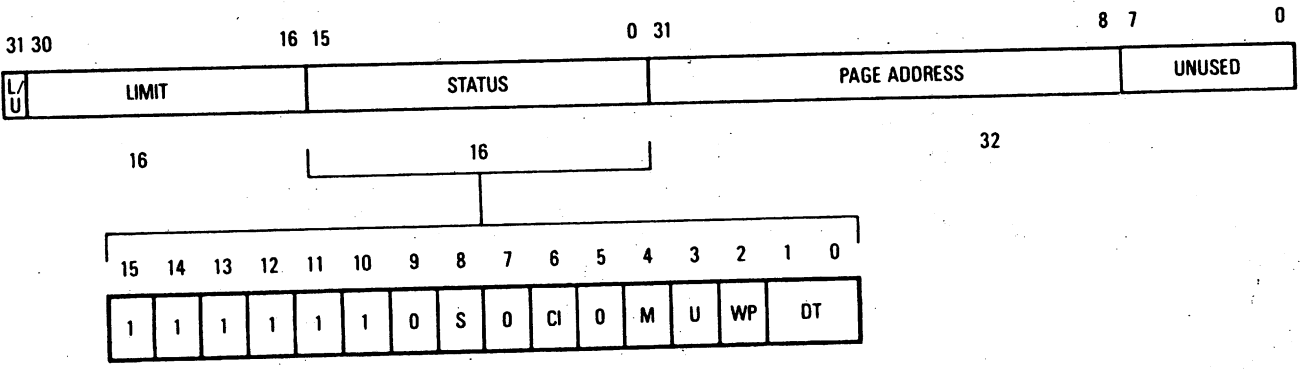 31 30 16 15 0 31 8 7 0
L/U LIMIT STATUS PAGE ADDRESS UNUSED
16 16 32
15 14 13 12 11 10 9 8 7 6 5 4 3 2 1 0
1 1 1 1 1 1 0 S 0 CI 0 M U WP DT